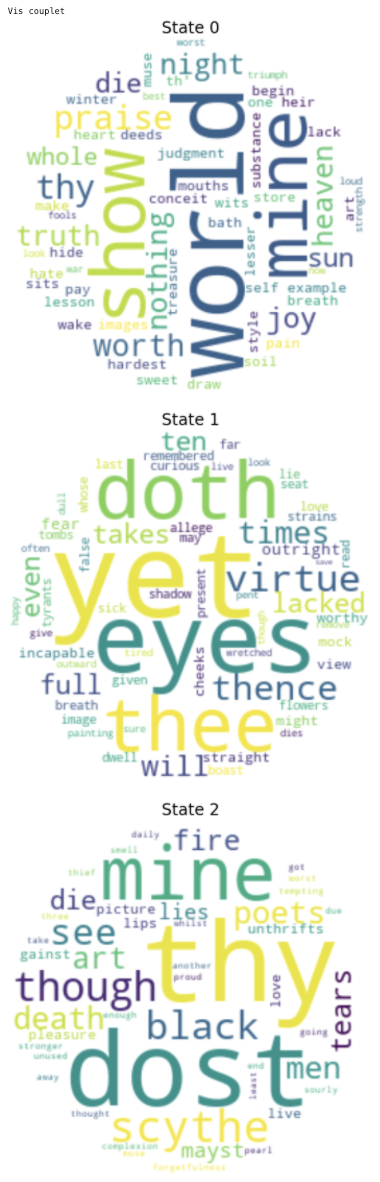 Vis couplet
State 0
worst
muse
night
triumph
th'
die
best
begin
winter
one
heir
praise
world
mine
heart
deeds
substance
lack
whole
show
judgment
heaven
thy
mouths
loud
conceit
wits
store
art
strength
make
fools
truth
nothing
bath
lesser
sun
look
hide
now
hate
war
treasure
self
example
sits
pay
breath
lesson
joy
wake
images
style
pain
worth
hardest
soil
sweet
draw
State 1
ten
far
remembered
last
curious
live
look
doth
lie
seat
dull
whose
love
strains
fear
takes
allege
times
tombs
may
outright
false
read
often
yet
virtue
save
even
tyrants
shadow
present
pent
lacked
happy
sick
eyes
though
remove
worthy
give
mock
incapable
tired
wretched
outward
cheeks
view
full
given
thence
breath
thee
flowers
image
might
painting
sure
dies
dwell
will
straight
boast
State 2
daily
fire
mine
smell
got
thief
worst
die
tempting
picture
lies
poets
three
lips
whilst
due
see
thy
unthrifts
take
gainst
art
another
though
proud
love
tears
death
enough
black
going
pleasure
stronger
unused
dost
end
men
away
least
sourly
thought
scythe
live
complexion
mayst
pearl
muse
forgetfulness